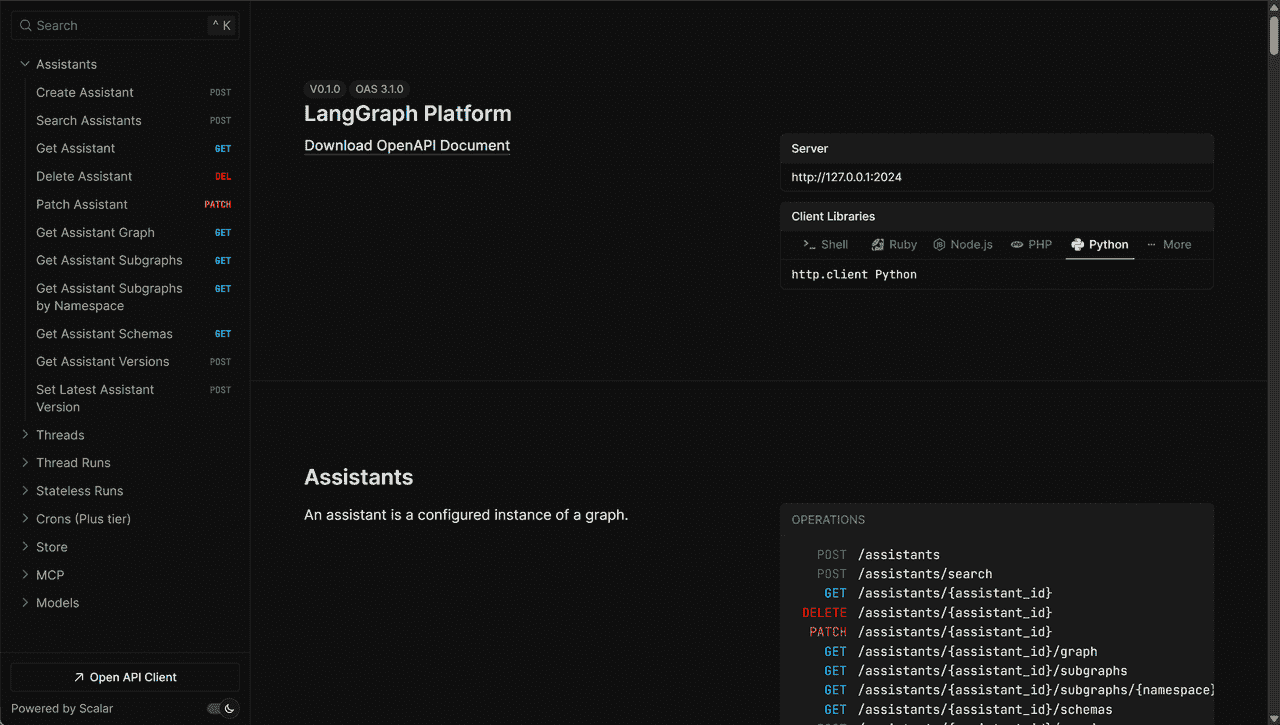 Search
^ K
Assistants
Create Assistant POST
Search Assistants POST
Get Assistant GET
Delete Assistant DEL
Patch Assistant PATCH
Get Assistant Graph GET
Get Assistant Subgraphs GET
Get Assistant Subgraphs GET
by Namespace
Get Assistant Schemas GET
Get Assistant Versions POST
Set Latest Assistant POST
Version
Threads
Thread Runs
Stateless Runs
Crons (Plus tier)
Store
MCP
Models
Open API Client
Powered by Scalar
V0.1.0 OAS 3.1.0
LangGraph Platform
Download OpenAPI Document
Server
http://127.0.0.1:2024
Client Libraries
Shell Ruby Node.js PHP Python More
http.client Python
Assistants
An assistant is a configured instance of a graph.
OPERATIONS
POST /assistants
POST /assistants/search
GET /assistants/{assistant_id}
DELETE /assistants/{assistant_id}
PATCH /assistants/{assistant_id}
GET /assistants/{assistant_id}/graph
GET /assistants/{assistant_id}/subgraphs
GET /assistants/{assistant_id}/subgraphs/{namespace}
GET /assistants/{assistant_id}/schemas